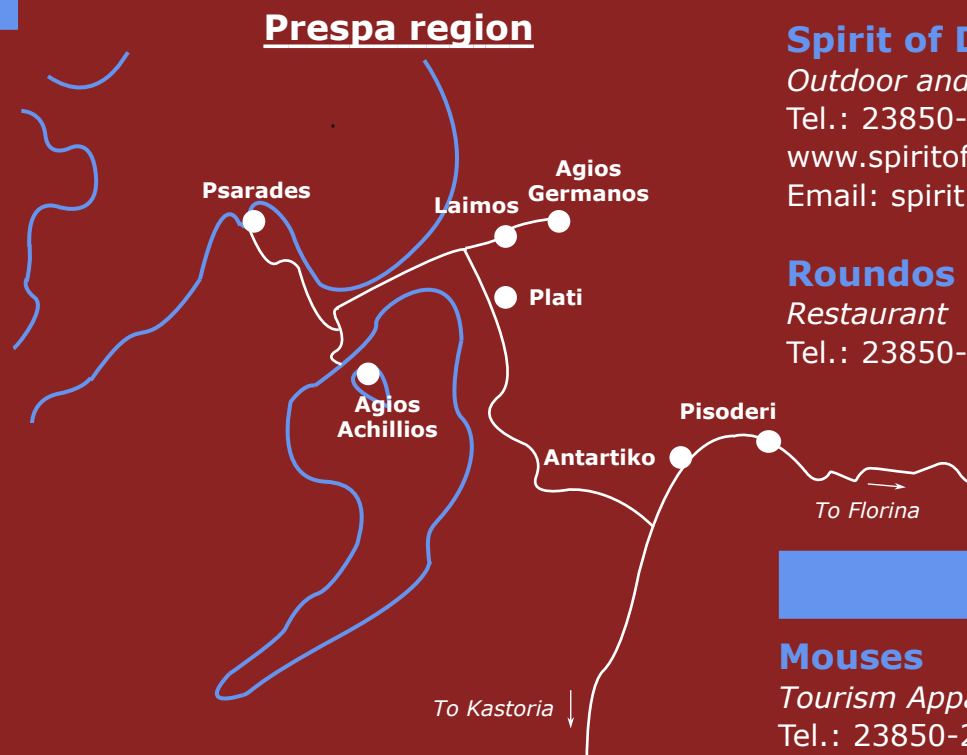 Prespa region
Psarades
Laimos
Agios
Germanos
Plati
Agios
Achillios
Pisoderi
Antartiko
To Florina
To Kastoria
Spirit of
Outdoor and
Tel.: 23850-
www.spiritof
Email: spirit
Roundos
Restaurant
Tel.: 23850-
Mouses
Tourism
Tel.: 23850-2